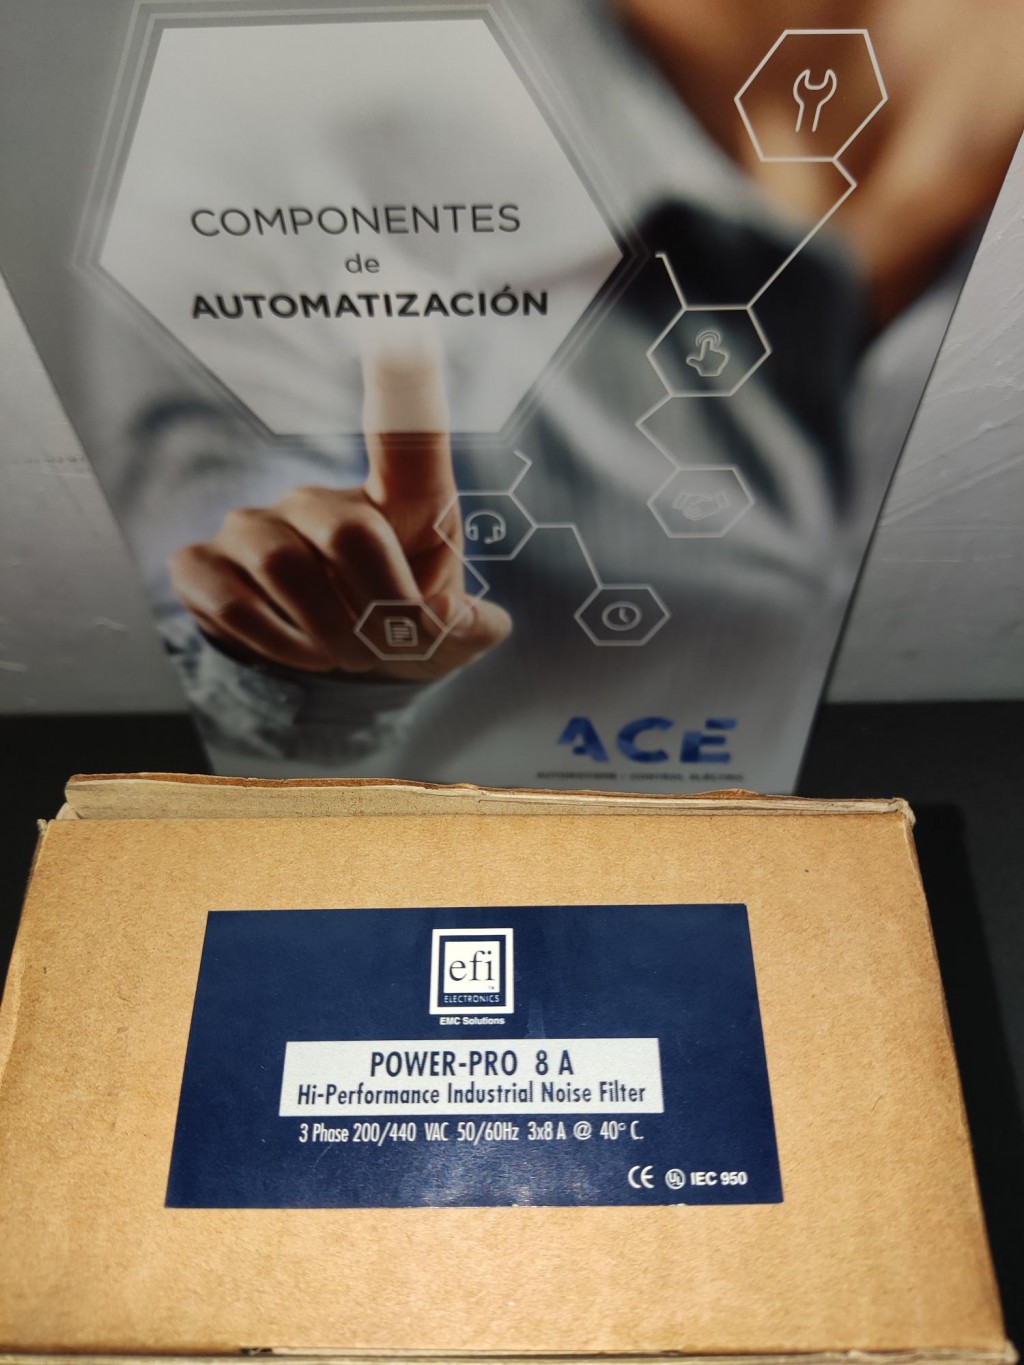 COMPONENTES
de
AUTOMATIZACIÓN
ACE
efi
ELECTRONICS
EMC Solutions
POWER-PRO 8 A
Hi-Performance Industrial Noise Filter
3 Phase 200/440 VAC 50/60Hz 3x8 A @ 40° C.
CE UL IEC 950